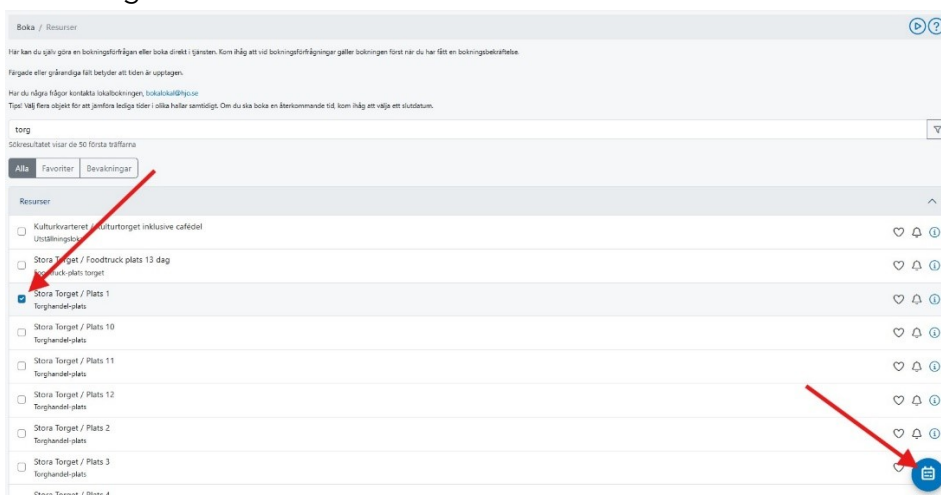 Boka / Resurser
Här kan du själv göra en bokningsförfrågan eller boka direkt i tjänsten. Kom ihåg att vid bokningsförfrågningar gäller bokningen först när du har fått en bokningsbekräftelse.
Färgade eller grårandiga fält betyder att tiden är upptagen.
Har du några frågor kontakta lokalbokningen, bokalokal@hjo.se
Tips! Välj flera objekt för att jämföra lediga tider i olika hallar samtidigt. Om du ska boka en återkommande tid, kom ihåg att välja ett slutdatum.
torg
Sökresultatet visar de 50 första träffarna
Alla Favoriter Bevakningar
Resurser
Kulturkvarteret / Kulturtorget inklusive cafédel
Utställningslokal
Stora Torget / Foodtruck plats 13 dag
Foodtruck-plats torget
Stora Torget / Plats 1
Torghandel-plats
Stora Torget / Plats 10
Torghandel-plats
Stora Torget / Plats 11
Torghandel-plats
Stora Torget / Plats 12
Torghandel-plats
Stora Torget / Plats 2
Torghandel-plats
Stora Torget / Plats 3
Torghandel-plats
Stora Torget / Plats 4